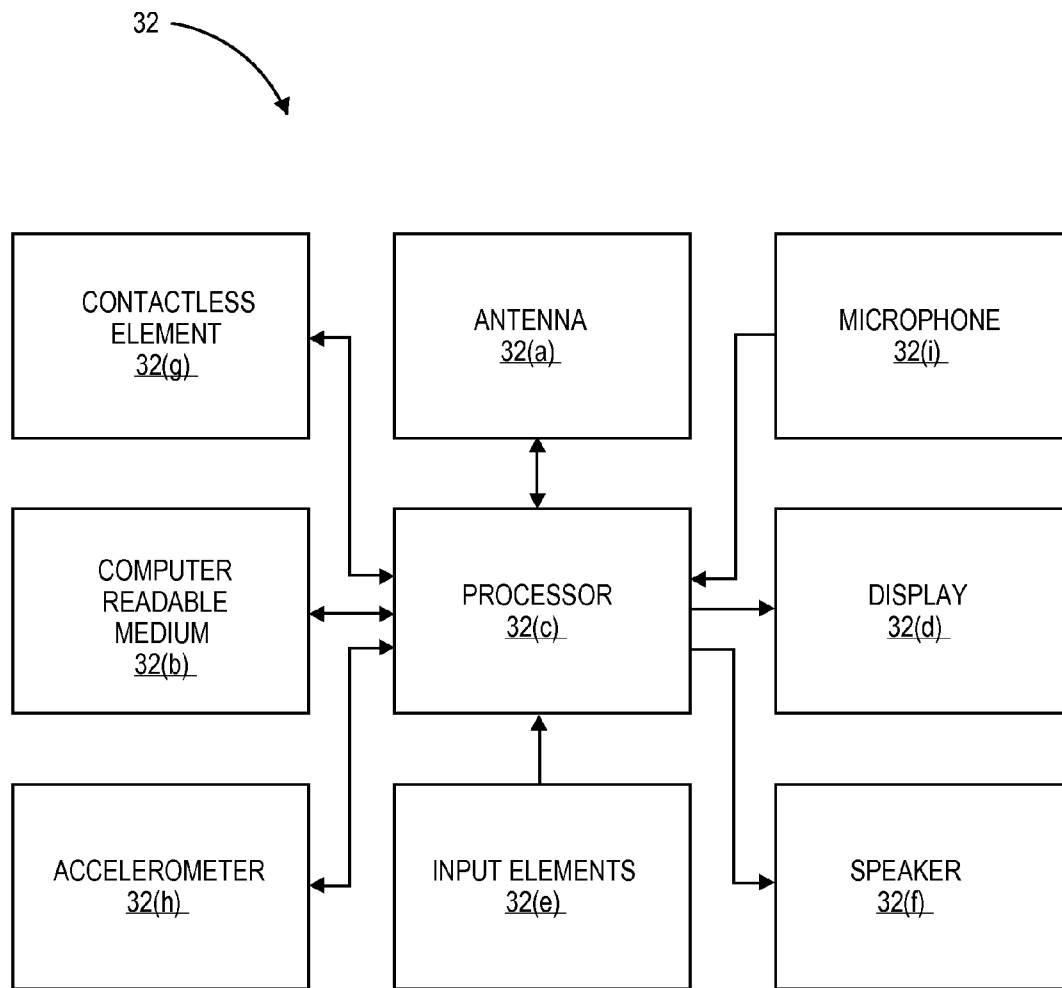 32
CONTACTLESS
ELEMENT
32(g)
ANTENNA
32(a)
MICROPHONE
32(i)
COMPUTER
READABLE
MEDIUM
32(b)
PROCESSOR
32(c)
DISPLAY
32(d)
ACCELEROMETER
32(h)
INPUT ELEMENTS
32(e)
SPEAKER
32(f)